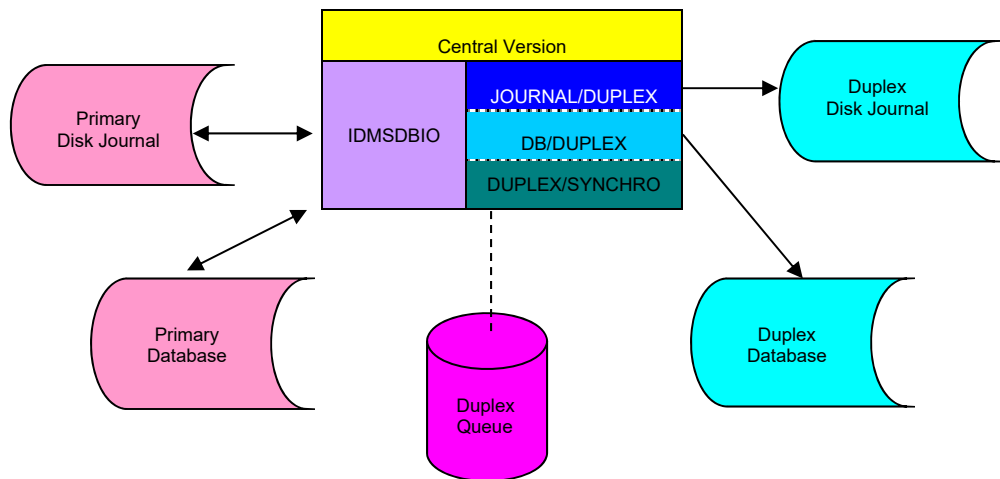 Central Version
IDMSDBIO
JOURNAL/DUPLEX
DB/DUPLEX
DUPLEX/SYNCHRO
Primary
Disk Journal
Duplex
Disk Journal
Primary
Database
Duplex
Queue
Duplex
Database